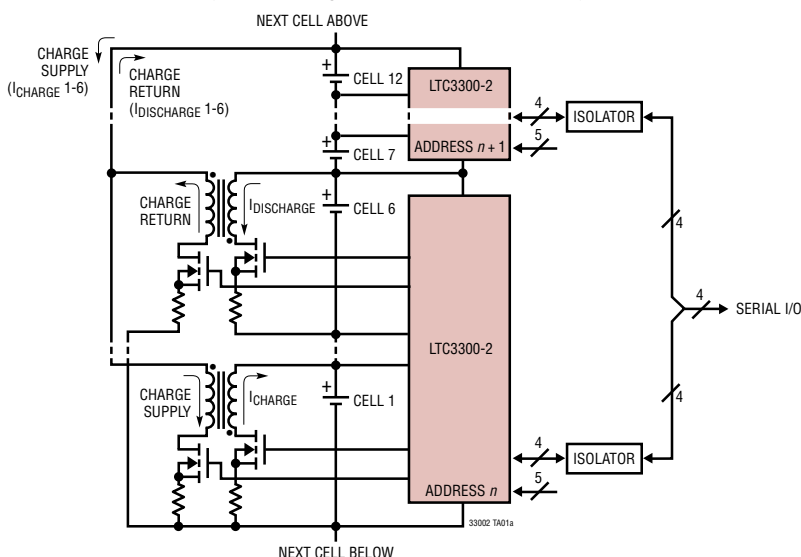 NEXT CELL ABOVE
CHARGE
SUPPLY
(ICHARGE 1-6)
CHARGE
RETURN
(IDISCHARGE 1-6)
+
CELL 12
LTC3300-2
4
ISOLATOR
+
CELL 7
ADDRESS n + 1
5
CHARGE
RETURN
IDISCHARGE
+
CELL 6
4
4
SERIAL I/O
LTC3300-2
CHARGE
SUPPLY
ICHARGE
+
CELL 1
4
4
ISOLATOR
5
ADDRESS n
33002 TA01a
NEXT CELL BELOW